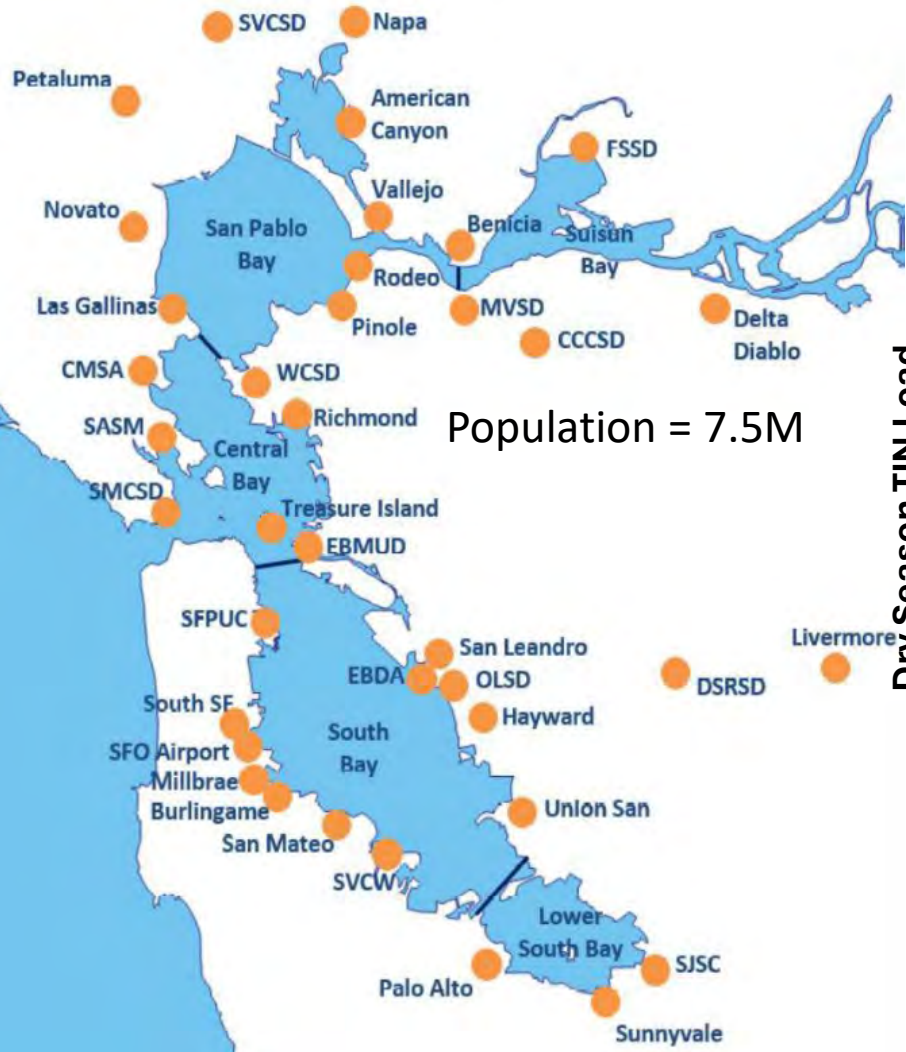 SVCSD
Napa
Petaluma
American
Canyon
FSSD
Vallejo
Novato
San Pablo
Bay
Benicia
Suisun
Bay
Rodeo
Las Gallinas
Pinole
MVSD
Delta
Diablo
CCCSD
CMSA
WCSD
Richmond
Population = 7.5M
SASM
Central
Bay
SMCSD
Treasure Island
EBMUD
SFPUC
San Leandro
Livermore
EBDA
OLSD
DSRSD
South SF
Hayward
South
Bay
SFO Airport
Millbrae
Burlingame
Union San
San Mateo
SVCW
Lower
South Bay
SJSC
Palo Alto
Sunnyvale
Dry Season TIN Load